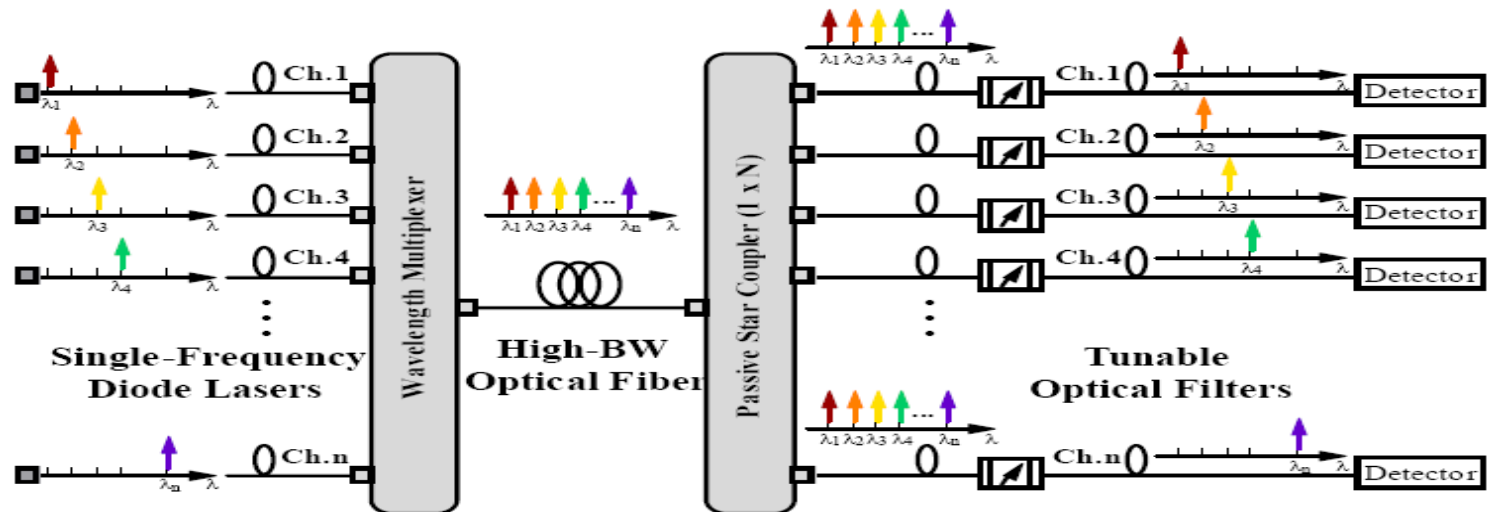 λ1 λ2 λ3 λ4 ... λn λ
Ch.1 λ1 λ
Ch.1 λ1 λ
Detector
Ch.2 λ2 λ
Ch.2 λ2 λ
Detector
Ch.3 λ3 λ
λ1 λ2 λ3 λ4 ... λn λ
Ch.3 λ3 λ
Detector
Ch.4 λ4 λ
Ch.4 λ4 λ
Detector
Wavelength Multiplexer
Passive Star Coupler (1 x N)
Single-Frequency
Diode Lasers
High-BW
Optical Fiber
Tunable
Optical Filters
λ1 λ2 λ3 λ4 ... λn λ
Ch.n λn λ
Ch.n λn λ
Detector